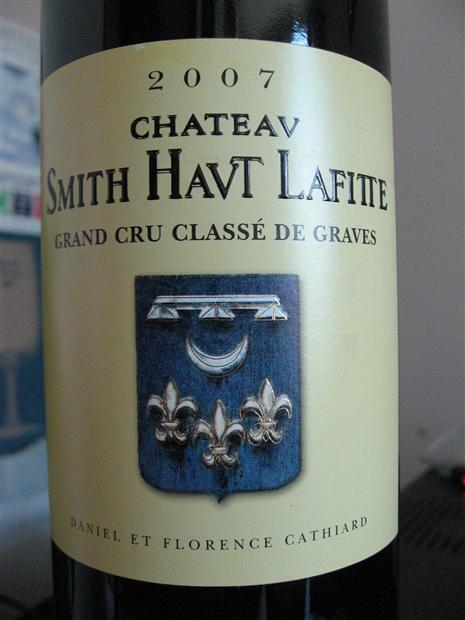 2007
CHATEAV
SMITH HAVT LAFITTE
GRAND CRU CLASSÉ DE GRAVES
DANIEL ET FLORENCE CATHIARD